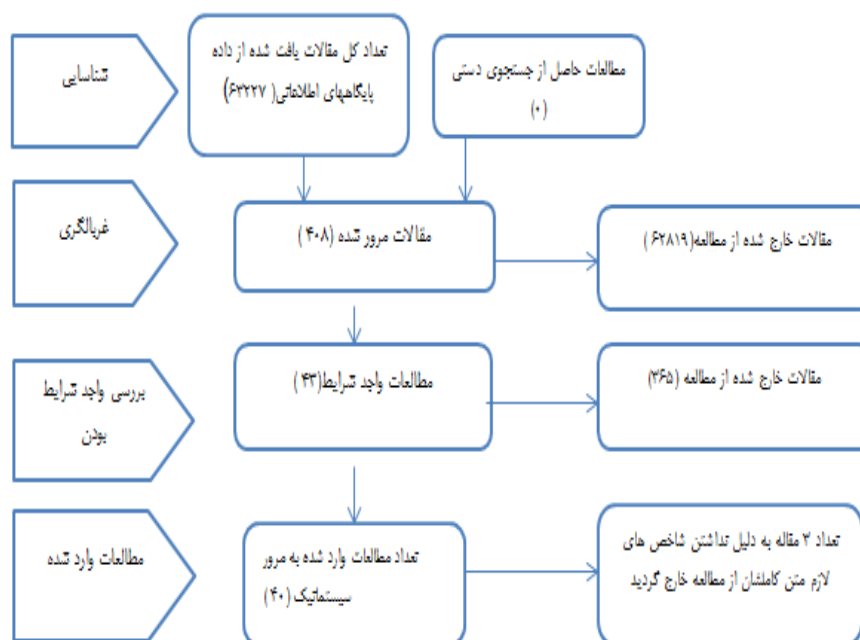 شناسایی
تعداد کل مقالات یافت شده از داده
پایگاههای اطلاعاتی( ۶۳۲۲۷)
مطالعات حاصل از جستجوی دستی
(۰)
غربالگری
مقالات مرور شده (۴۰۸ )
مقالات خارج شده از مطالعه(۶۲۸۱۹ )
بررسی واجد شرایط
بودن
مطالعات واجد شرایط(۴۳ )
مقالات خارج شده از مطالعه (۳۶۵)
مطالعات وارد شده
تعداد مطالعات وارد شده به مرور
سیستماتیک (۴۰ )
تعداد ۳ مقاله به دلیل نداشتن شاخص های
لازم متن کاملشان از مطالعه خارج گردید